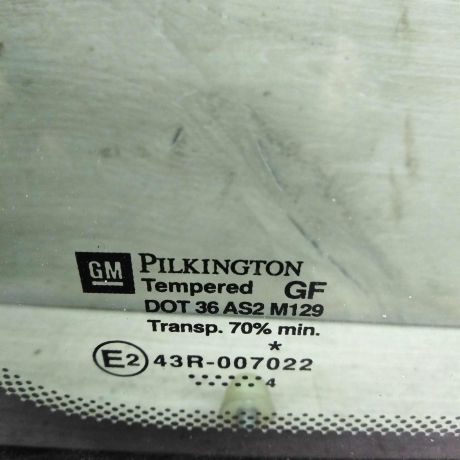 GM PILKINGTON
Tempered GF
DOT 36 AS2 M129
Transp. 70% min.
*
E2 43R-007022
4